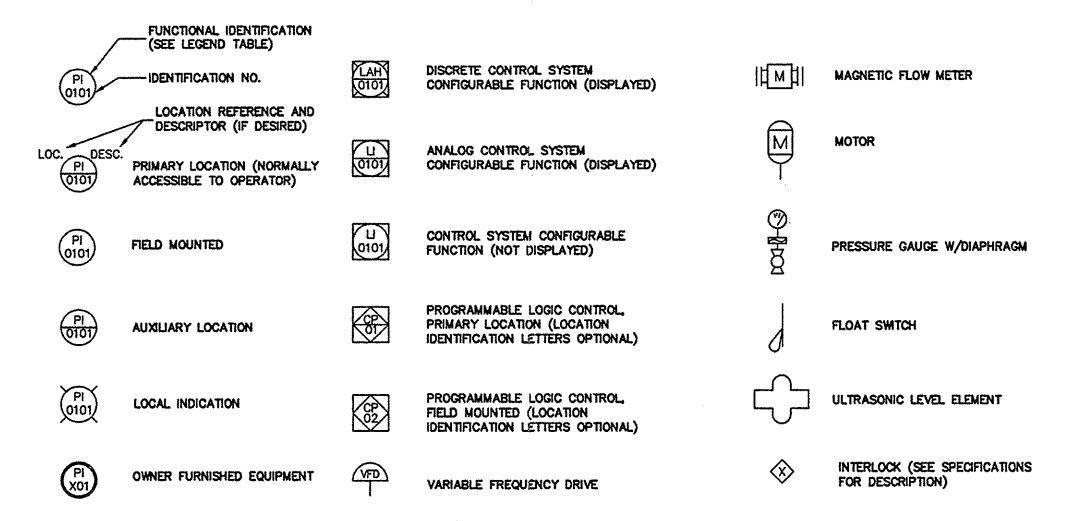 FUNCTIONAL IDENTIFICATION
(SEE LEGEND TABLE)
PI
0101
IDENTIFICATION NO.
LOCATION REFERENCE AND
DESCRIPTOR (IF DESIRED)
LOC. DESC.
PI
0101
PRIMARY LOCATION (NORMALLY
ACCESSIBLE TO OPERATOR)
PI
0101
FIELD MOUNTED
PI
0101
AUXILIARY LOCATION
PI
0101
LOCAL INDICATION
PI
X01
OWNER FURNISHED EQUIPMENT
LAH
0101
DISCRETE CONTROL SYSTEM
CONFIGURABLE FUNCTION (DISPLAYED)
LI
0101
ANALOG CONTROL SYSTEM
CONFIGURABLE FUNCTION (DISPLAYED)
LI
0101
CONTROL SYSTEM CONFIGURABLE
FUNCTION (NOT DISPLAYED)
CP
01
PROGRAMMABLE LOGIC CONTROL,
PRIMARY LOCATION (LOCATION
IDENTIFICATION LETTERS OPTIONAL)
CP
02
PROGRAMMABLE LOGIC CONTROL,
FIELD MOUNTED (LOCATION
IDENTIFICATION LETTERS OPTIONAL)
VFD
VARIABLE FREQUENCY DRIVE
M
MAGNETIC FLOW METER
M
MOTOR
PRESSURE GAUGE W/DIAPHRAGM
FLOAT SWITCH
ULTRASONIC LEVEL ELEMENT
X
INTERLOCK (SEE SPECIFICATIONS
FOR DESCRIPTION)